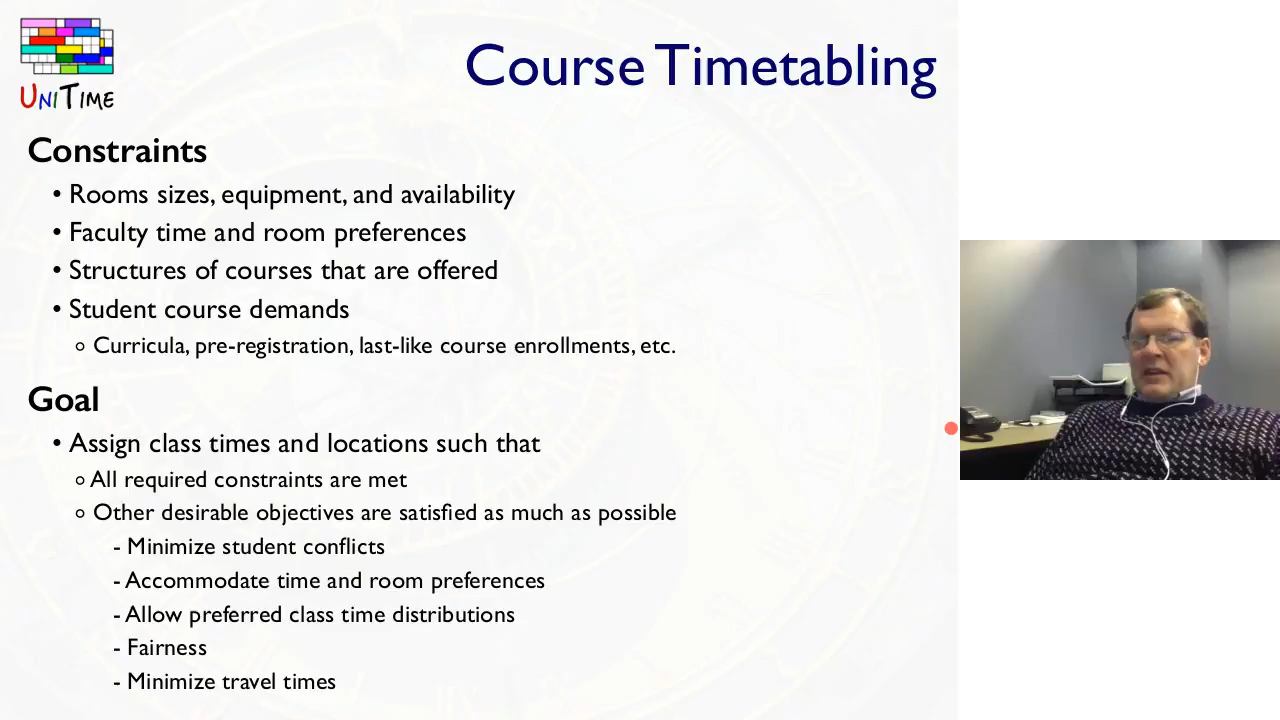 UNITIME
Course Timetabling
Constraints
• Rooms sizes, equipment, and availability
• Faculty time and room preferences
• Structures of courses that are offered
• Student course demands
○ Curricula, pre-registration, last-like course enrollments, etc.
Goal
• Assign class times and locations such that
○ All required constraints are met
○ Other desirable objectives are satisfied as much as possible
- Minimize student conflicts
- Accommodate time and room preferences
- Allow preferred class time distributions
- Fairness
- Minimize travel times